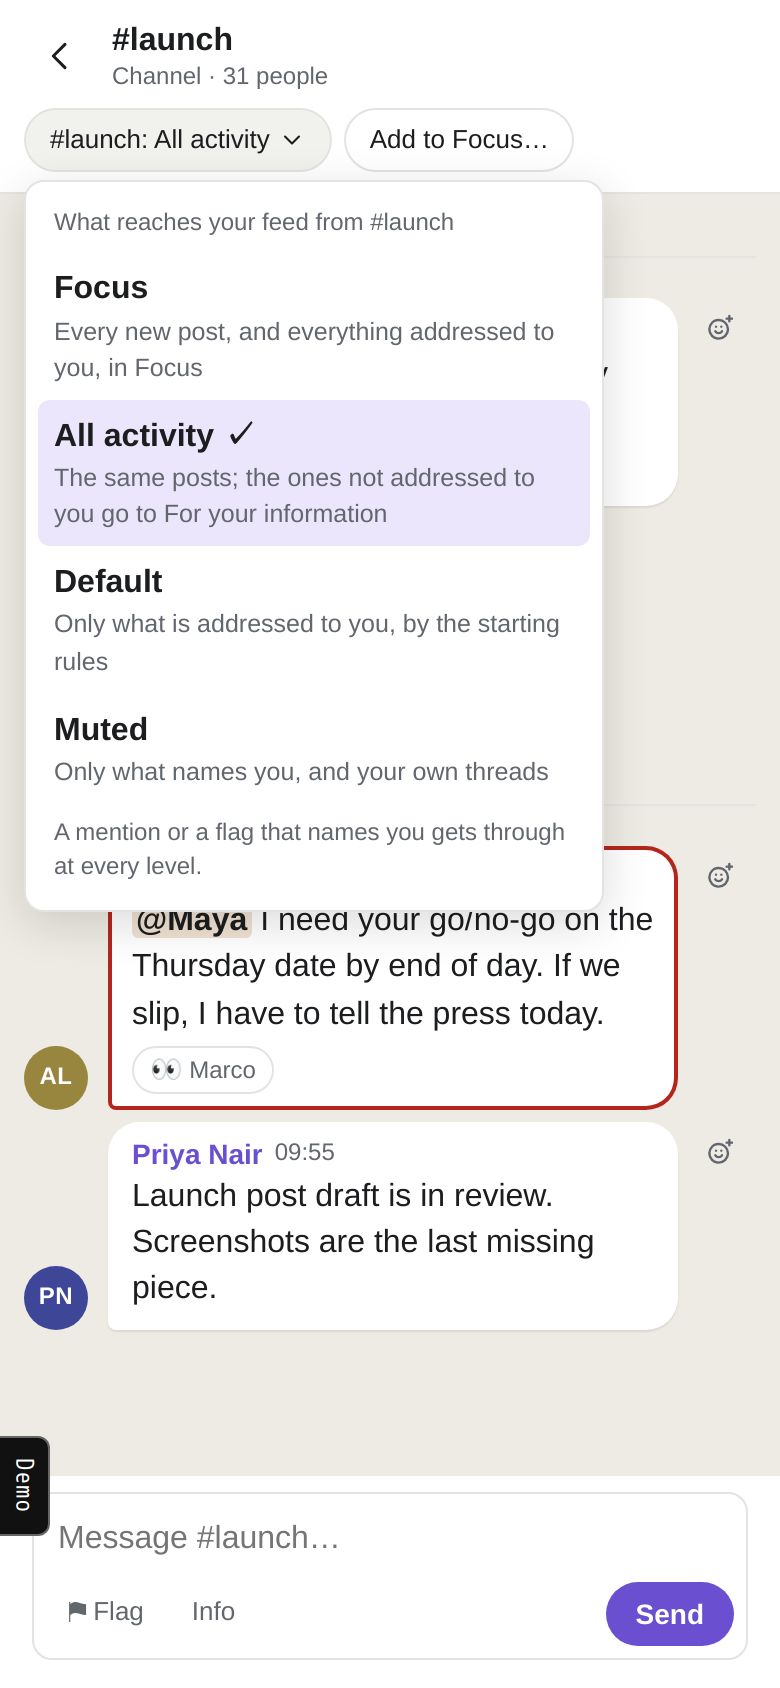 #launch
Channel · 31 people
#launch: All activity
Add to Focus…
What reaches your feed from #launch
Focus
Every new post, and everything addressed to
you, in Focus
All activity ✓
The same posts; the ones not addressed to
you go to For your information
Default
Only what is addressed to you, by the starting
rules
Muted
Only what names you, and your own threads
A mention or a flag that names you gets through
at every level.
@Maya I need your go/no-go on the
Thursday date by end of day. If we
slip, I have to tell the press today.
👀 Marco
AL
Priya Nair 09:55
Launch post draft is in review.
Screenshots are the last missing
piece.
PN
Demo
Message #launch…
Flag
Info
Send